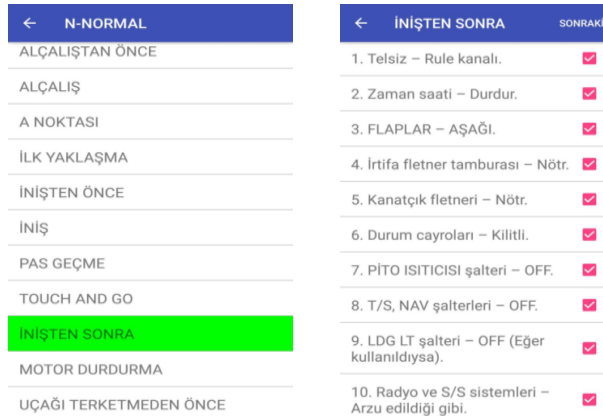 N-NORMAL
ALÇALIŞTAN ÖNCE
ALÇALIŞ
A NOKTASI
İLK YAKLAŞMA
İNİŞTEN ÖNCE
İNİŞ
PAS GEÇME
TOUCH AND GO
İNİŞTEN SONRA
MOTOR DURDURMA
UÇAĞI TERKETMEDEN ÖNCE
İNİŞTEN SONRA SONRAKİ
1. Telsiz – Rule kanalı.
2. Zaman saati – Durdur.
3. FLAPLAR – AŞAĞI.
4. İrtifa fletner tamburası – Nötr.
5. Kanatçık fletneri – Nötr.
6. Durum cayroları – Kilitli.
7. PİTO ISITICISI şalteri – OFF.
8. T/S, NAV şalterleri – OFF.
9. LDG LT şalteri – OFF (Eğer
kullanıldıysa).
10. Radyo ve S/S sistemleri –
Arzu edildiği gibi.